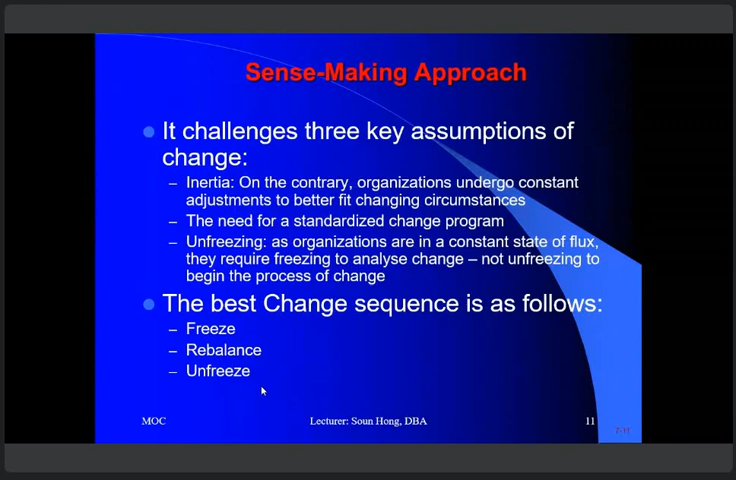 Sense-Making Approach
It challenges three key assumptions of
change:
– Inertia: On the contrary, organizations undergo constant
adjustments to better fit changing circumstances
– The need for a standardized change program
– Unfreezing: as organizations are in a constant state of flux,
they require freezing to analyse change – not unfreezing to
begin the process of change
The best Change sequence is as follows:
– Freeze
– Rebalance
– Unfreeze
MOC
Lecturer: Soun Hong, DBA
11